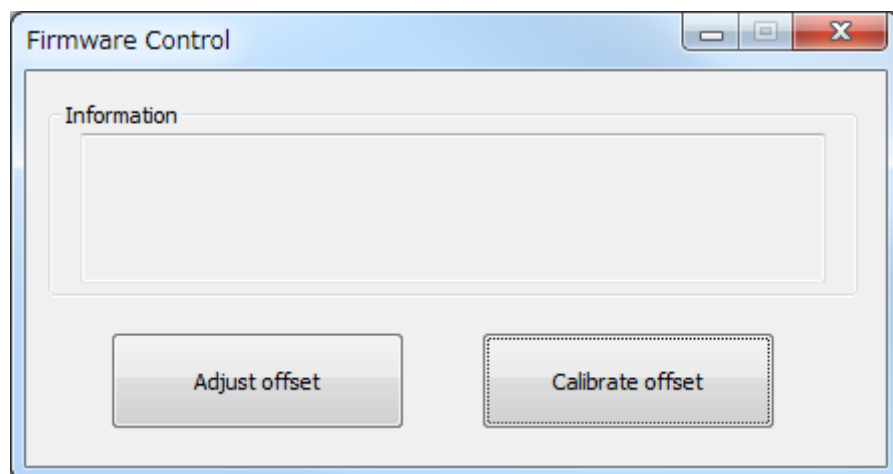 Firmware Control
Information
Adjust offset
Calibrate offset